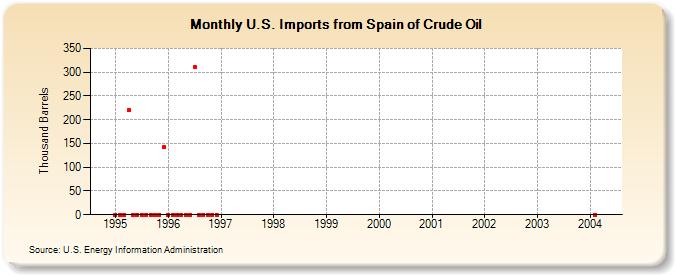 Monthly U.S. Imports from Spain of Crude Oil
Thousand Barrels
350
300
250
200
150
100
50
0
1995 1996 1997 1998 1999 2000 2001 2002 2003 2004
Source: U.S. Energy Information Administration